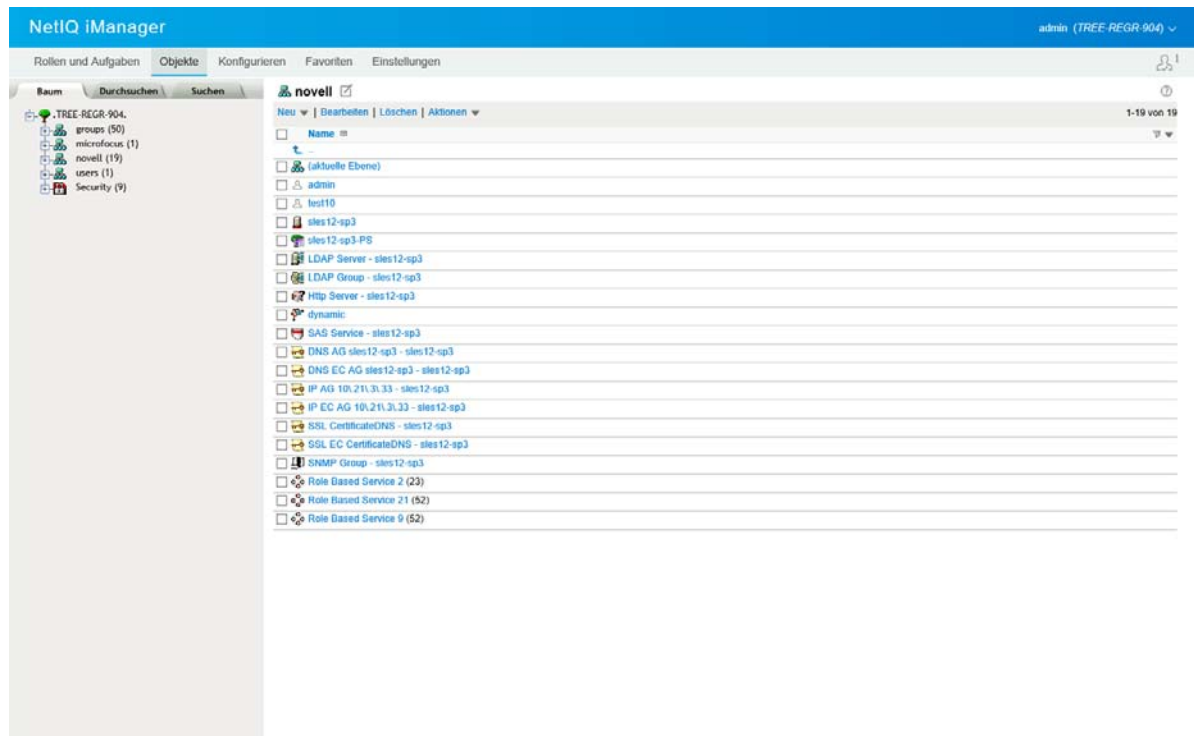 NetIQ iManager
admin (TREE-REGR-904)
Rollen und Aufgaben Objekte Konfigurieren Favoriten Einstellungen
1
Baum Durchsuchen Suchen
novell
.TREE-REGR-904.
groups (50)
microfocus (1)
novell (19)
users (1)
Security (9)
Neu | Bearbeiten | Löschen | Aktionen
1-19 von 19
Name
..
(aktuelle Ebene)
admin
test10
sles12-sp3
sles12-sp3-PS
LDAP Server - sles12-sp3
LDAP Group - sles12-sp3
Http Server - sles12-sp3
dynamic
SAS Service - sles12-sp3
DNS AG sles12-sp3 - sles12-sp3
DNS EC AG sles12-sp3 - sles12-sp3
IP AG 10\.21\.3\.33 - sles12-sp3
IP EC AG 10\.21\.3\.33 - sles12-sp3
SSL CertificateDNS - sles12-sp3
SSL EC CertificateDNS - sles12-sp3
SNMP Group - sles12-sp3
Role Based Service 2 (23)
Role Based Service 21 (52)
Role Based Service 9 (52)